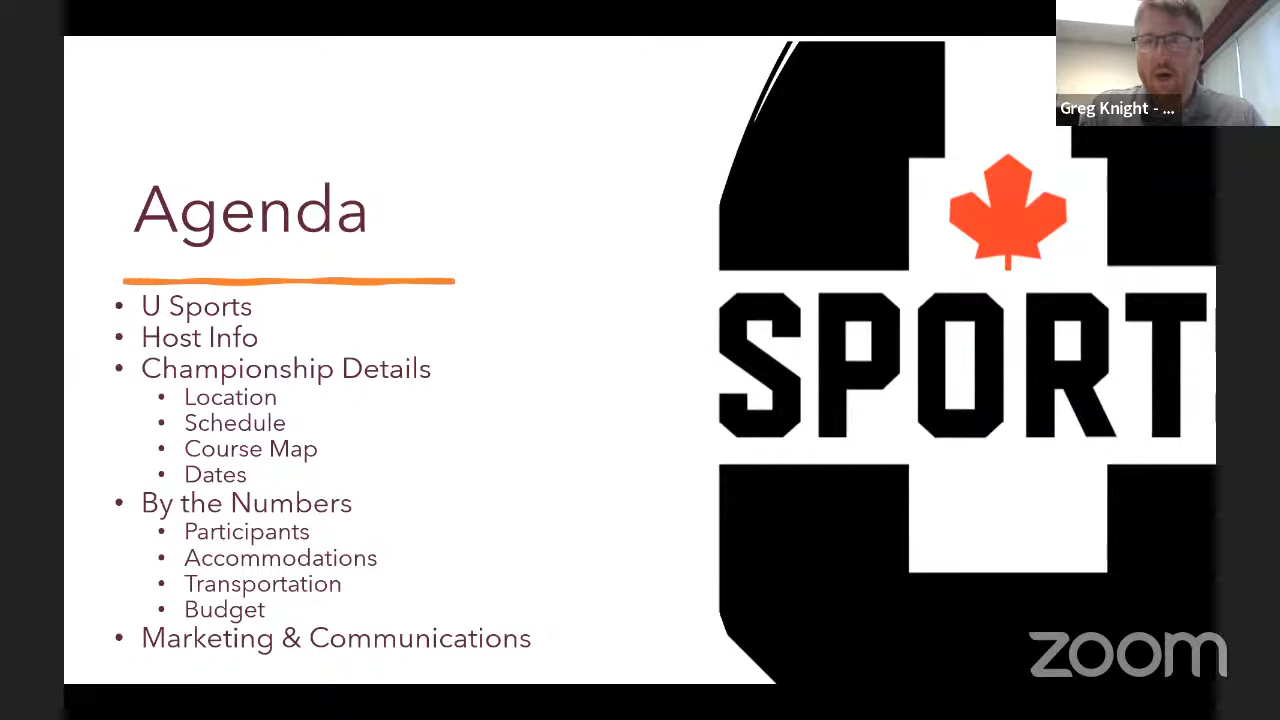 Greg Knight - ...
Agenda
• U Sports
• Host Info
• Championship Details
• Location
• Schedule
• Course Map
• Dates
• By the Numbers
• Participants
• Accommodations
• Transportation
• Budget
• Marketing & Communications
SPORT
zoom